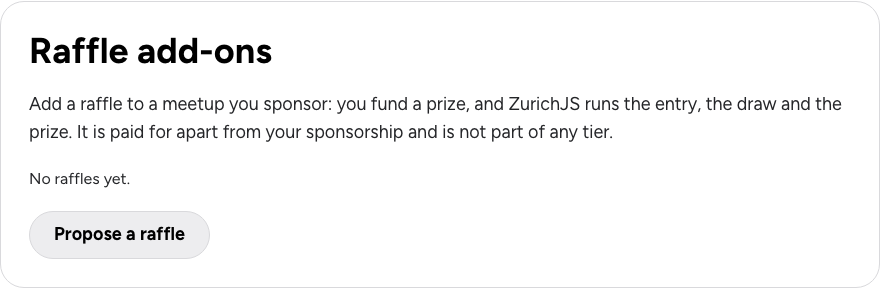 Raffle add-ons
Add a raffle to a meetup you sponsor: you fund a prize, and ZurichJS runs the entry, the draw and the
prize. It is paid for apart from your sponsorship and is not part of any tier.
No raffles yet.
Propose a raffle